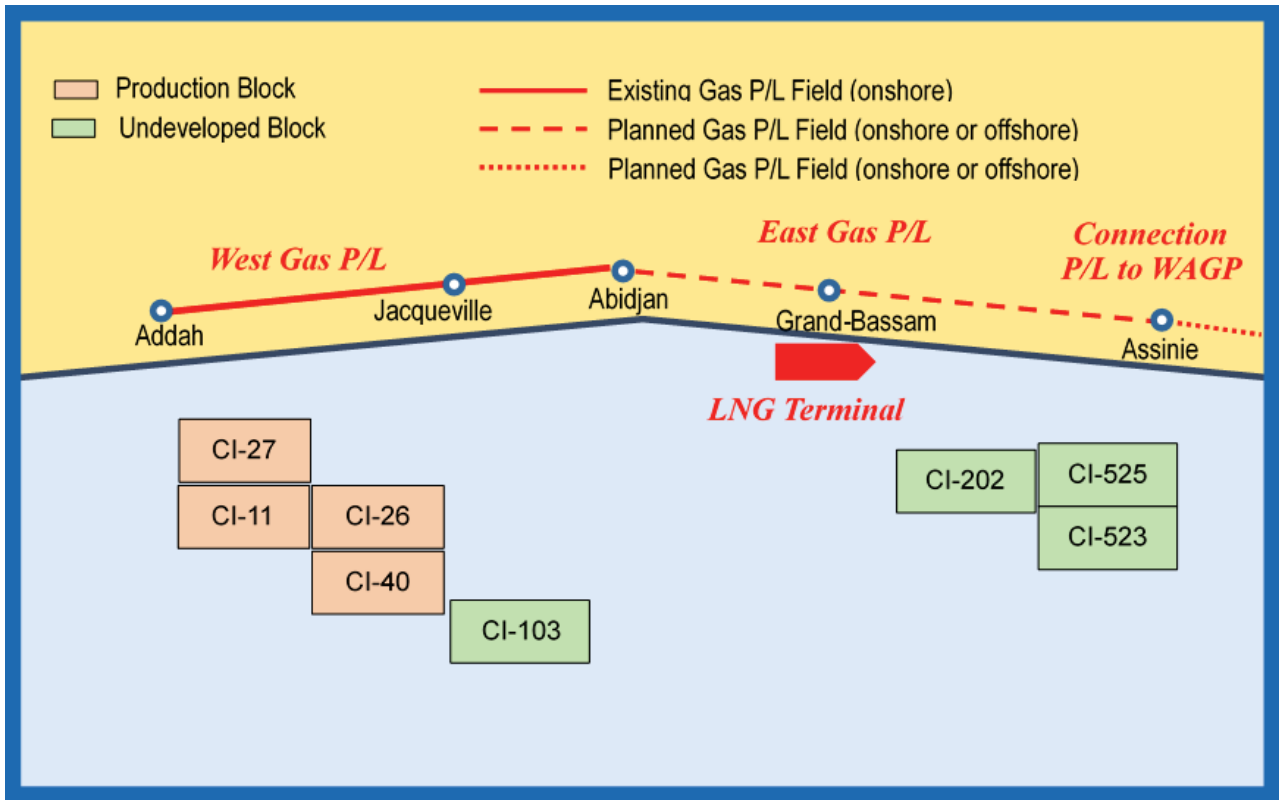 Production Block
Undeveloped Block
Existing Gas P/L Field (onshore)
Planned Gas P/L Field (onshore or offshore)
Planned Gas P/L Field (onshore or offshore)
West Gas P/L
East Gas P/L
Connection
P/L to WAGP
Addah
Jacqueville
Abidjan
Grand-Bassam
Assinie
LNG Terminal
CI-27
CI-11
CI-26
CI-40
CI-103
CI-202
CI-525
CI-523